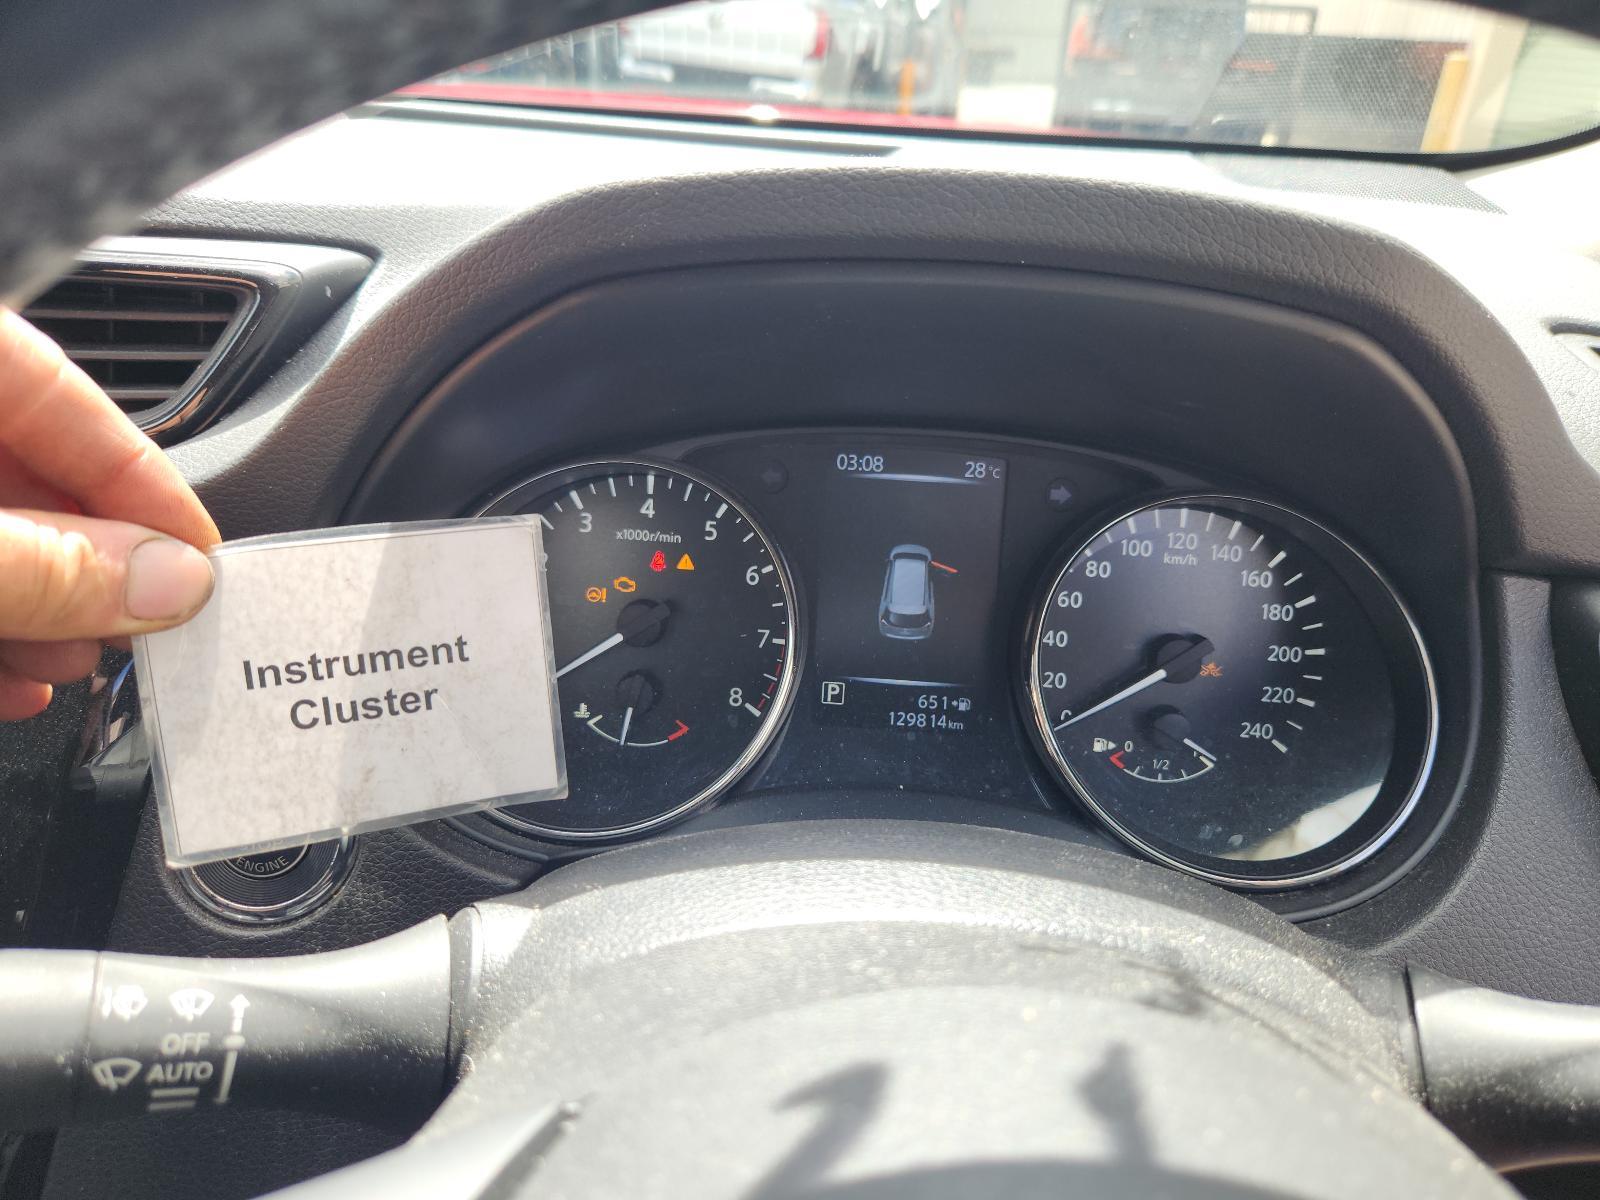 03:08 28°C
3 4 5 6 7 8
x1000r/min
P
651
129814km
0 20 40 60 80 100 120 140 160 180 200 220 240
km/h
0 1/2
Instrument
Cluster
ENGINE
OFF
AUTO